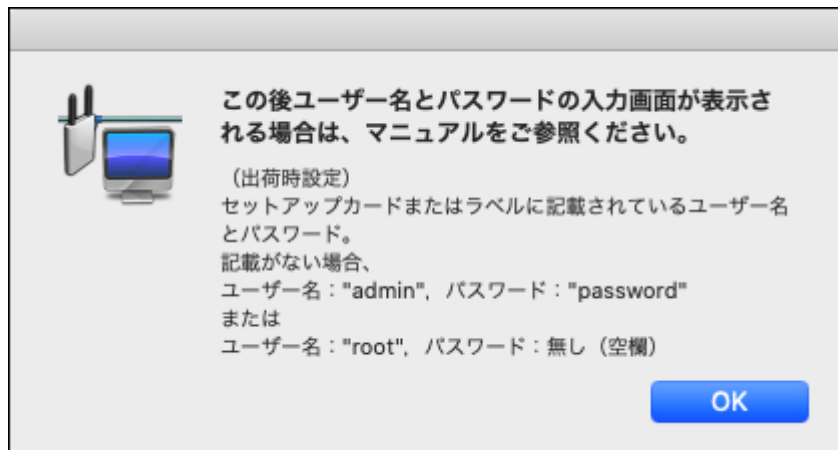 この後ユーザー名とパスワードの入力画面が表示さ
れる場合は、マニュアルをご参照ください。
（出荷時設定）
セットアップカードまたはラベルに記載されているユーザー名
とパスワード。
記載がない場合、
ユーザー名："admin",  パスワード："password"
または
ユーザー名："root",  パスワード：無し（空欄）
OK